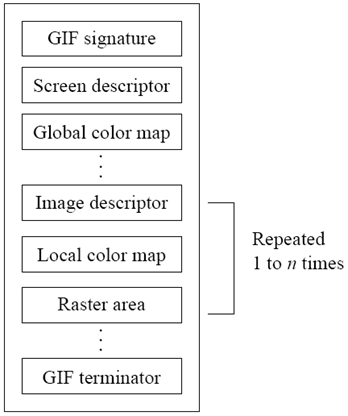 GIF signature
Screen descriptor
Global color map
Image descriptor
Local color map
Raster area
GIF terminator
Repeated
1 to n times